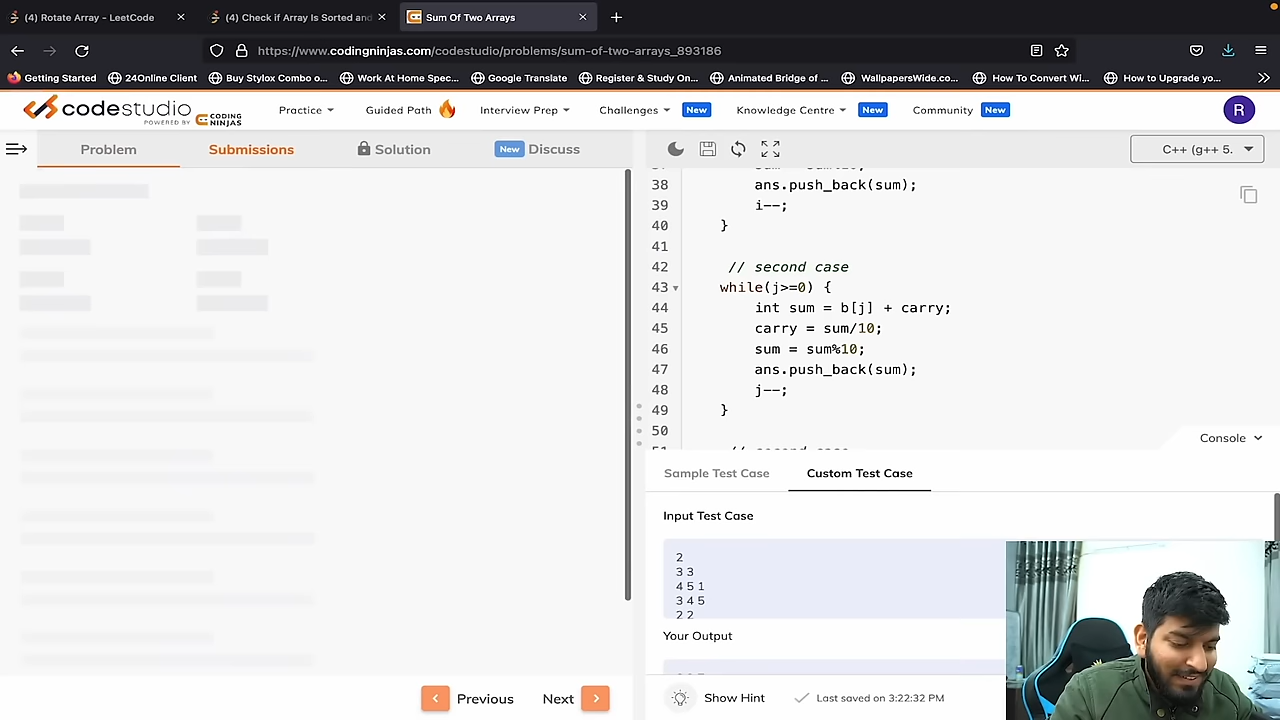 (4) Rotate Array - LeetCode
(4) Check if Array Is Sorted and
Sum Of Two Arrays
https://www.codingninjas.com/codestudio/problems/sum-of-two-arrays_893186
Getting Started
24Online Client
Buy Stylox Combo o...
Work At Home Spec...
Google Translate
Register & Study On...
Animated Bridge of ...
WallpapersWide.co...
How To Convert Wi...
How to Upgrade yo...
codestudio
POWERED BY CODING NINJAS
Practice
Guided Path
Interview Prep
Challenges
New
Knowledge Centre
New
Community
New
R
Problem
Submissions
Solution
New
Discuss
C++ (g++ 5.
38 ans.push_back(sum);
39 i--;
40 }
41
42 // second case
43 while(j>=0) {
44 int sum = b[j] + carry;
45 carry = sum/10;
46 sum = sum%10;
47 ans.push_back(sum);
48 j--;
49 }
50
Console
Sample Test Case
Custom Test Case
Input Test Case
2
3 3
4 5 1
3 4 5
2 2
Your Output
Previous
Next
Show Hint
Last saved on 3:22:32 PM